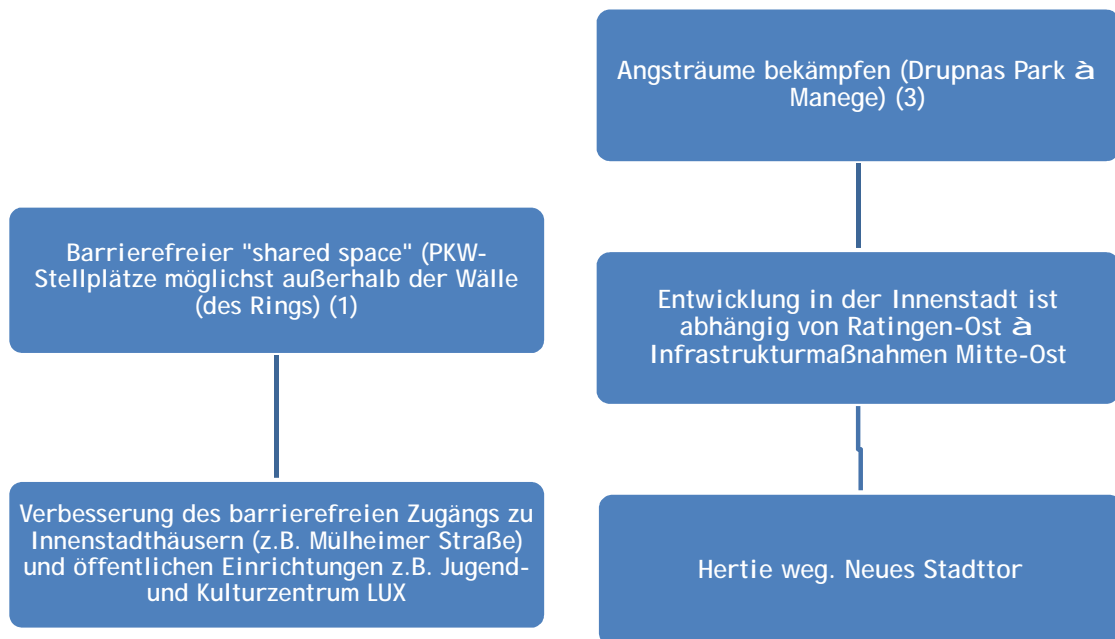 Barrierefreier "shared space" (PKW-
Stellplätze möglichst außerhalb der Wälle
(des Rings) (1)
Verbesserung des barrierefreien Zugängs zu
Innenstadthäusern (z.B. Mülheimer Straße)
und öffentlichen Einrichtungen z.B. Jugend-
und Kulturzentrum LUX
Angsträume bekämpfen (Drupnas Park à
Manege) (3)
Entwicklung in der Innenstadt ist
abhängig von Ratingen-Ost à
Infrastrukturmaßnahmen Mitte-Ost
Hertie weg. Neues Stadttor